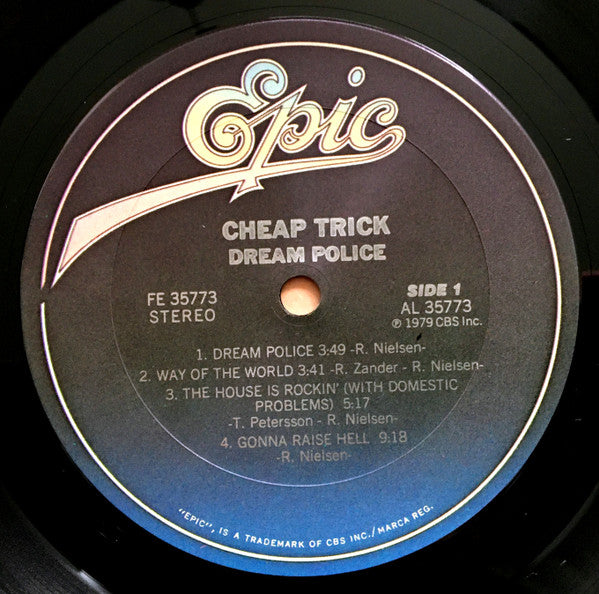 Epic
CHEAP TRICK
DREAM POLICE
FE 35773
STEREO
SIDE 1
AL 35773
℗ 1979 CBS Inc.
1. DREAM POLICE 3:49 -R. Nielsen-
2. WAY OF THE WORLD 3:41 -R. Zander - R. Nielsen-
3. THE HOUSE IS ROCKIN' (WITH DOMESTIC
PROBLEMS) 5:17
-T. Petersson - R. Nielsen-
4. GONNA RAISE HELL 9:18
-R. Nielsen-
"EPIC", IS A TRADEMARK OF CBS INC./MARCA REG.